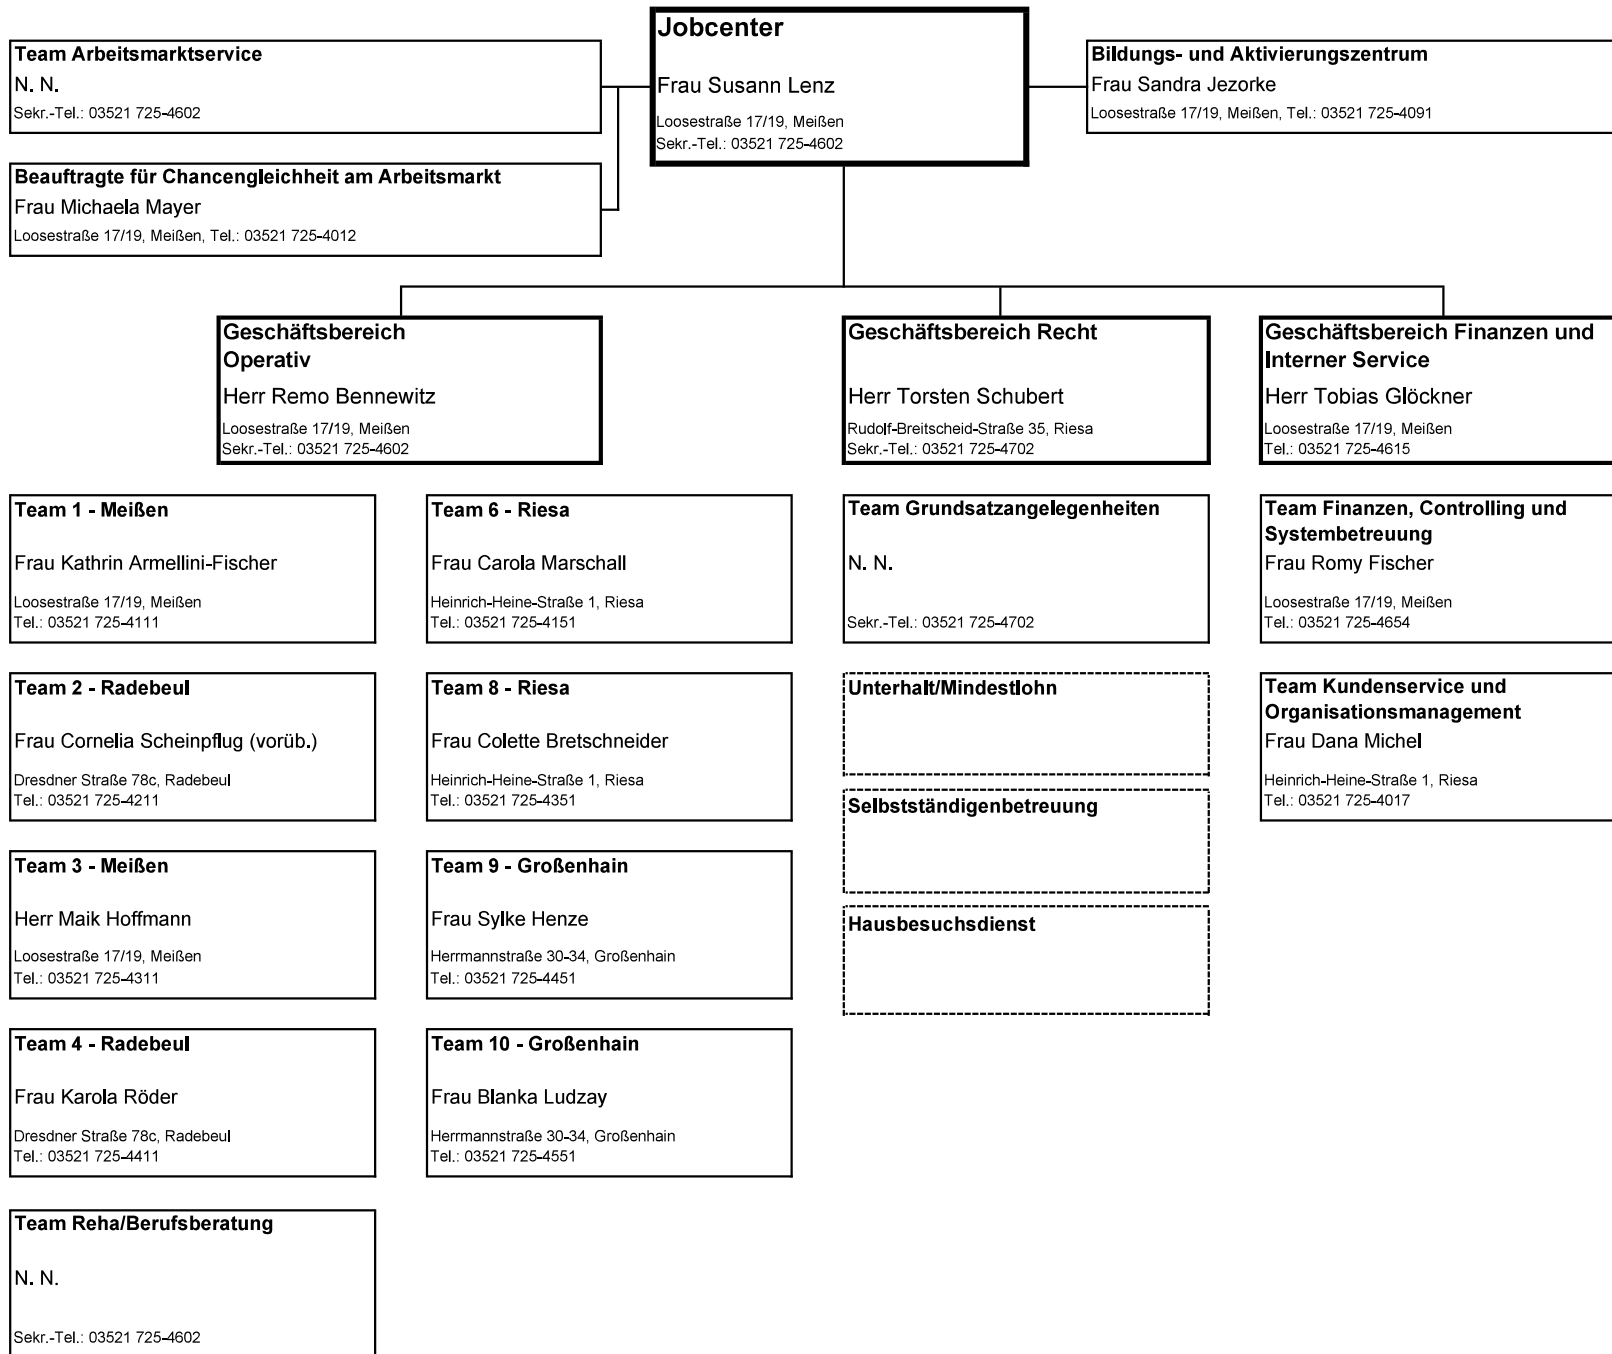 Jobcenter
Frau Susann Lenz
Loosestraße 17/19, Meißen
Sekr.-Tel.: 03521 725-4602
Team Arbeitsmarktservice
N. N.
Sekr.-Tel.: 03521 725-4602
Bildungs- und Aktivierungszentrum
Frau Sandra Jezorke
Loosestraße 17/19, Meißen, Tel.: 03521 725-4091
Beauftragte für Chancengleichheit am Arbeitsmarkt
Frau Michaela Mayer
Loosestraße 17/19, Meißen, Tel.: 03521 725-4012
Geschäftsbereich
Operativ
Herr Remo Bennewitz
Loosestraße 17/19, Meißen
Sekr.-Tel.: 03521 725-4602
Geschäftsbereich Recht
Herr Torsten Schubert
Rudolf-Breitscheid-Straße 35, Riesa
Sekr.-Tel.: 03521 725-4702
Geschäftsbereich Finanzen und
Interner Service
Herr Tobias Glöckner
Loosestraße 17/19, Meißen
Tel.: 03521 725-4615
Team 1 - Meißen
Frau Kathrin Armellini-Fischer
Loosestraße 17/19, Meißen
Tel.: 03521 725-4111
Team 6 - Riesa
Frau Carola Marschall
Heinrich-Heine-Straße 1, Riesa
Tel.: 03521 725-4151
Team Grundsatzangelegenheiten
N. N.
Sekr.-Tel.: 03521 725-4702
Team Finanzen, Controlling und
Systembetreuung
Frau Romy Fischer
Loosestraße 17/19, Meißen
Tel.: 03521 725-4654
Team 2 - Radebeul
Frau Cornelia Scheinpflug (vorüb.)
Dresdner Straße 78c, Radebeul
Tel.: 03521 725-4211
Team 8 - Riesa
Frau Colette Bretschneider
Heinrich-Heine-Straße 1, Riesa
Tel.: 03521 725-4351
Unterhalt/Mindestlohn
Team Kundenservice und
Organisationsmanagement
Frau Dana Michel
Heinrich-Heine-Straße 1, Riesa
Tel.: 03521 725-4017
Selbstständigenbetreuung
Team 3 - Meißen
Herr Maik Hoffmann
Loosestraße 17/19, Meißen
Tel.: 03521 725-4311
Team 9 - Großenhain
Frau Sylke Henze
Herrmannstraße 30-34, Großenhain
Tel.: 03521 725-4451
Hausbesuchsdienst
Team 4 - Radebeul
Frau Karola Röder
Dresdner Straße 78c, Radebeul
Tel.: 03521 725-4411
Team 10 - Großenhain
Frau Blanka Ludzay
Herrmannstraße 30-34, Großenhain
Tel.: 03521 725-4551
Team Reha/Berufsberatung
N. N.
Sekr.-Tel.: 03521 725-4602